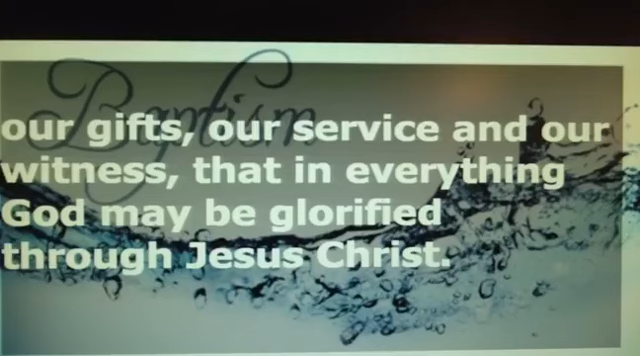 Baptism
our gifts, our service and our
witness, that in everything
God may be glorified
through Jesus Christ.